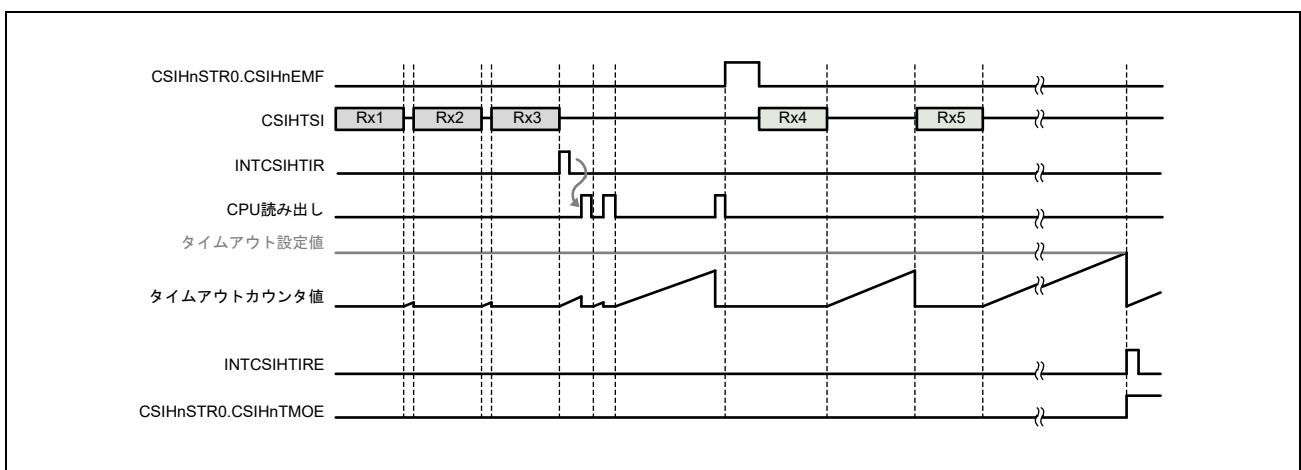 CSIHnSTR0.CSIHnEMF
CSIHTSI Rx1 Rx2 Rx3 Rx4 Rx5
INTCSIHTIR
CPU読み出し
タイムアウト設定値
タイムアウトカウンタ値
INTCSIHTIRE
CSIHnSTR0.CSIHnTMOE